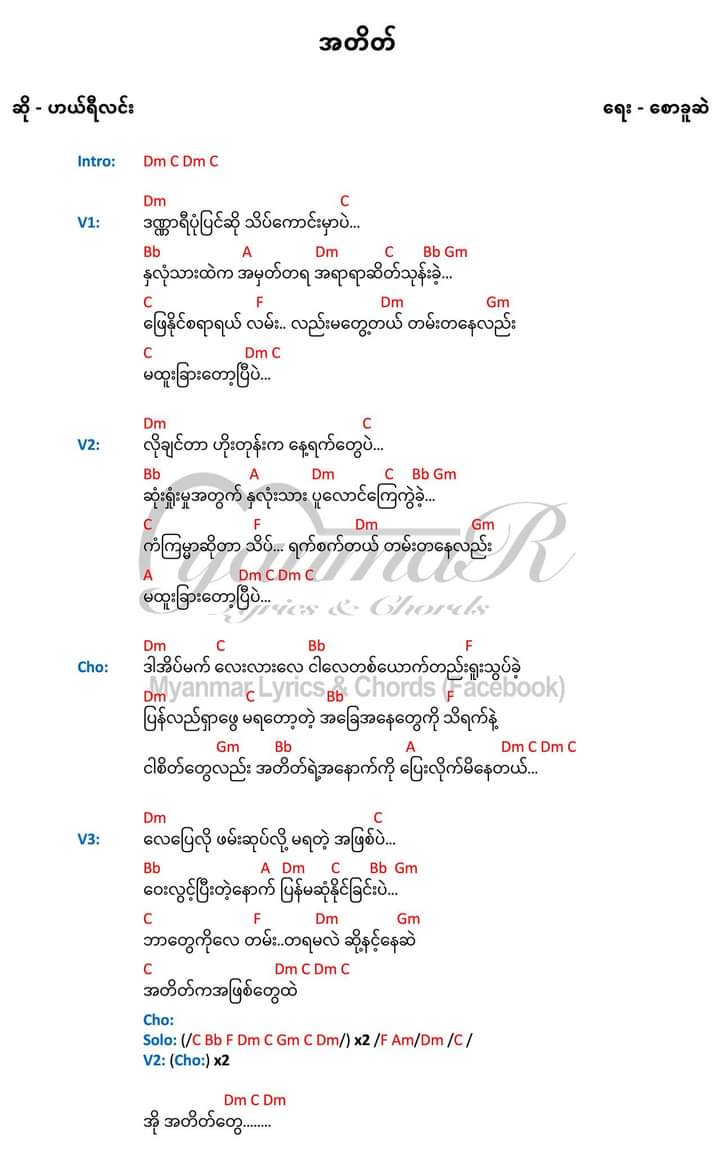 အတိတ်
ဆို - ဟယ်ရီလင်း ရေး - စောခူဆဲ
Intro: Dm C Dm C
Dm C
V1: ဒဏ္ဏာရီပုံပြင်ဆို သိပ်ကောင်းမှာပဲ...
Bb A Dm C Bb Gm
နှလုံသားထဲက အမှတ်တရ အရာရာဆိတ်သုန်းခဲ့...
C F Dm Gm
ဖြေနိုင်စရာရယ် လမ်း.. လည်းမတွေ့တယ် တမ်းတနေလည်း
C Dm C
မထူးခြားတော့ပြီပဲ...
Dm C
V2: လိုချင်တာ ဟိုးတုန်းက နေ့ရက်တွေပဲ...
Bb A Dm C Bb Gm
ဆုံးရှုံးမှုအတွက် နှလုံးသား ပူလောင်ကြေကွဲခဲ့...
C F Dm Gm
ကံကြမ္မာဆိုတာ သိပ်... ရက်စက်တယ် တမ်းတနေလည်း
A Dm C Dm C
မထူးခြားတော့ပြီပဲ...
MyanmaR
Lyrics & Chords
Dm C Bb F
Cho: ဒါအိပ်မက် လေးလားလေ ငါလေတစ်ယောက်တည်းရူးသွပ်ခဲ့
Myanmar Lyrics & Chords (Facebook)
Dm C Bb F
ပြန်လည်ရှာဖွေ မရတော့တဲ့ အခြေအနေတွေကို သိရက်နဲ့
Gm Bb A Dm C Dm C
ငါစိတ်တွေလည်း အတိတ်ရဲ့အနောက်ကို ပြေးလိုက်မိနေတယ်...
Dm C
V3: လေပြေလို ဖမ်းဆုပ်လို့ မရတဲ့ အဖြစ်ပဲ...
Bb A Dm C Bb Gm
ဝေးလွင့်ပြီးတဲ့နောက် ပြန်မဆုံနိုင်ခြင်းပဲ...
C F Dm Gm
ဘာတွေကိုလေ တမ်း..တရမလဲ ဆို့နင့်နေဆဲ
C Dm C Dm C
အတိတ်ကအဖြစ်တွေထဲ
Cho:
Solo: (/C Bb F Dm C Gm C Dm/) x2 /F Am/Dm /C /
V2: (Cho:) x2
Dm C Dm
အို အတိတ်တွေ........